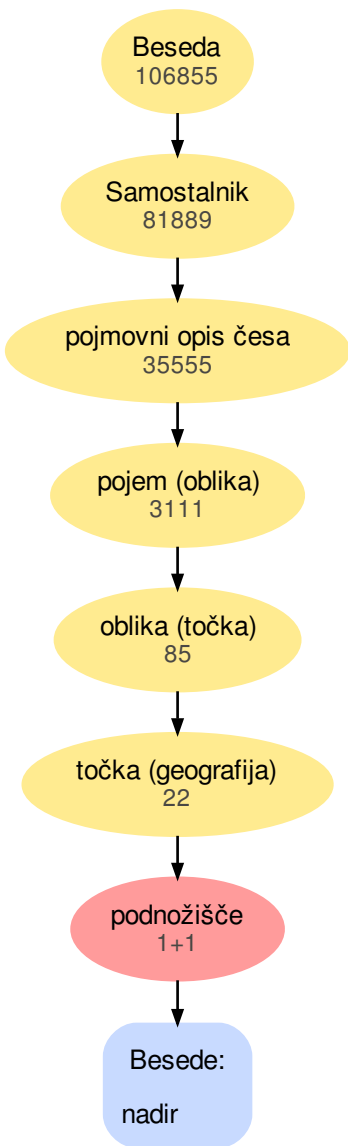 Beseda
106855
Samostalnik
81889
pojmovni opis česa
35555
pojem (oblika)
3111
oblika (točka)
85
točka (geografija)
22
podnožišče
1+1
Besede:
nadir